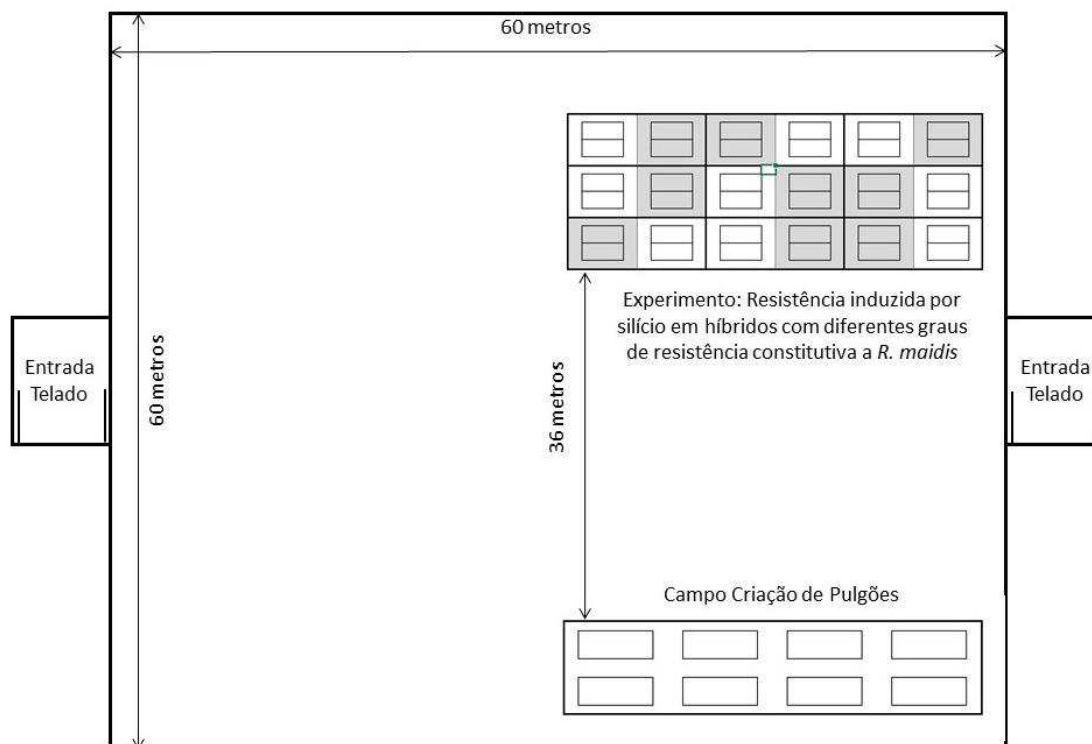 60 metros
Experimento: Resistência induzida por
silício em híbridos com diferentes graus
de resistência constitutiva a R. maidis
Entrada
Telado
60 metros
36 metros
Entrada
Telado
Campo Criação de Pulgões